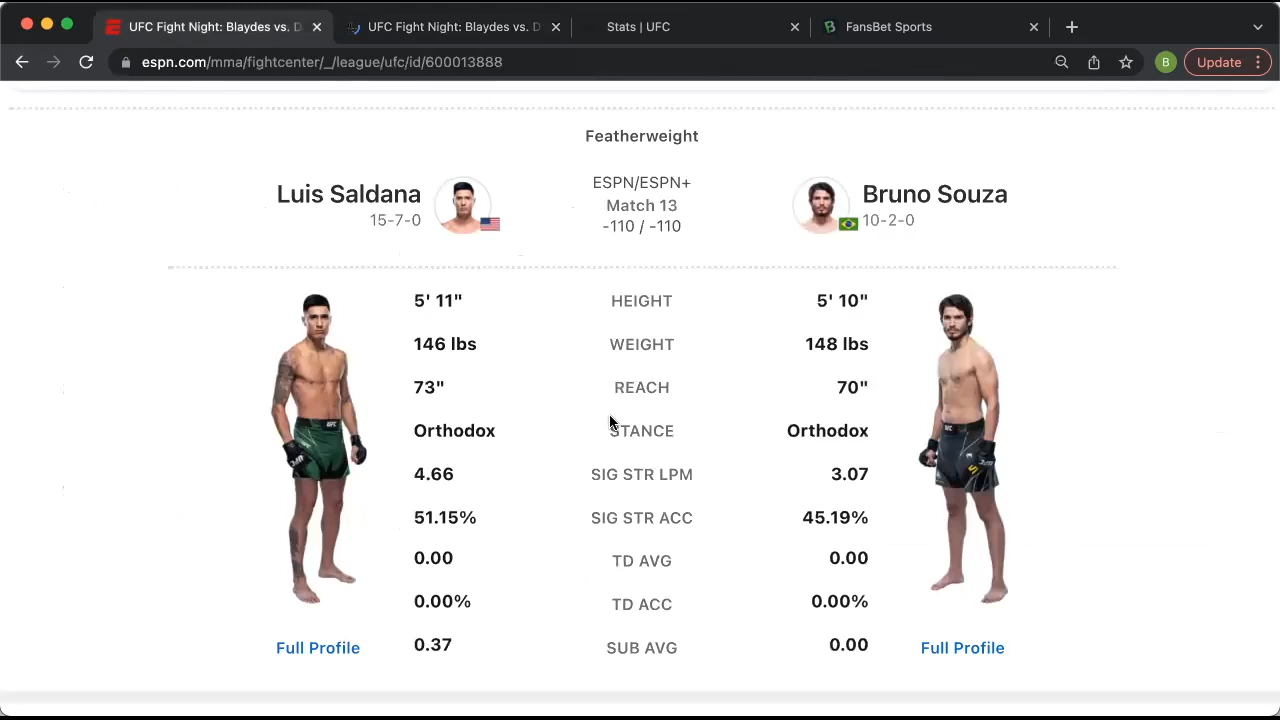 UFC Fight Night: Blaydes vs. D
UFC Fight Night: Blaydes vs. D
Stats | UFC
FansBet Sports
espn.com/mma/fightcenter/_/league/ufc/id/600013888
B
Update
Featherweight
Luis Saldana
15-7-0
ESPN/ESPN+
Match 13
-110 / -110
Bruno Souza
10-2-0
5' 11" HEIGHT 5' 10"
146 lbs WEIGHT 148 lbs
73" REACH 70"
Orthodox STANCE Orthodox
4.66 SIG STR LPM 3.07
51.15% SIG STR ACC 45.19%
0.00 TD AVG 0.00
0.00% TD ACC 0.00%
0.37 SUB AVG 0.00
Full Profile Full Profile